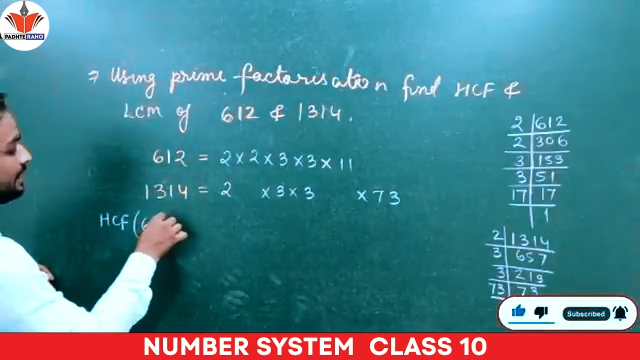 PADHTE RAHO
⇒ Using prime factorisation find HCF &
LCM of 612 & 1314.
612 = 2×2×3×3×11
1314 = 2 ×3×3 ×73
HCF(6
2 | 612
2 | 306
3 | 153
3 | 51
17 | 17
1
2 | 1314
3 | 657
3 | 219
73 | 73
Subscribed
NUMBER SYSTEM CLASS 10